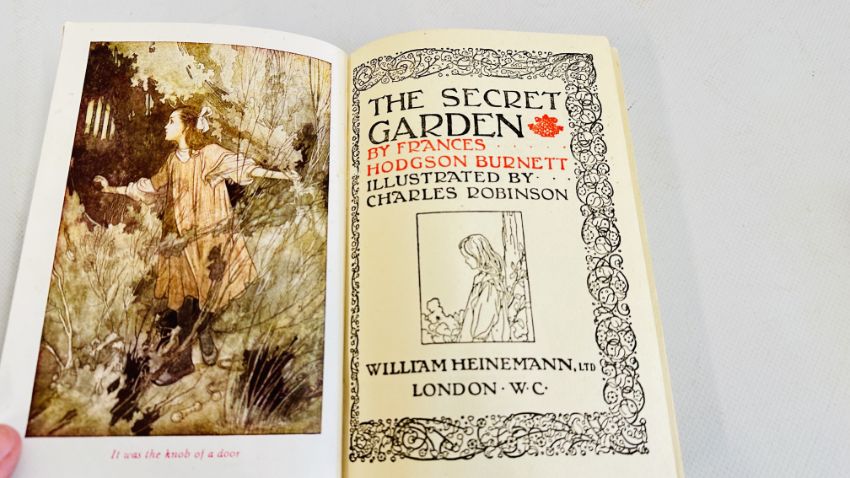 It was the knob of a door
THE SECRET
GARDEN
BY FRANCES . . . . .
HODGSON BURNETT
ILLUSTRATED BY . .
CHARLES ROBINSON
WILLIAM HEINEMANN, LTD
LONDON · W.C.